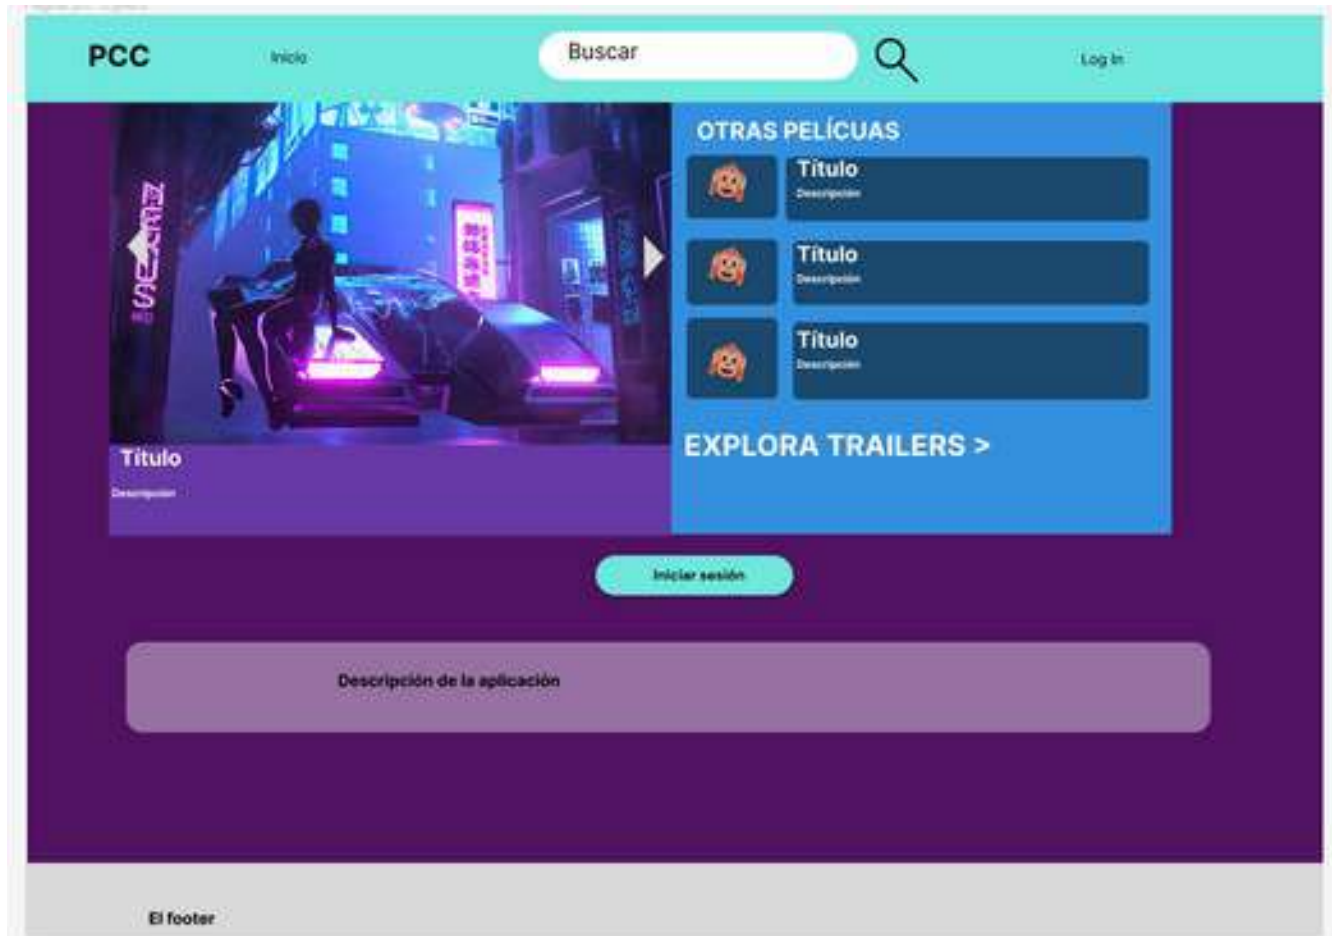 PCC
Inicio
Buscar
Log In
OTRAS PELÍCUAS
Título
Descripción
Título
Descripción
Título
Descripción
EXPLORA TRAILERS >
Título
Descripción
Iniciar sesión
Descripción de la aplicación
El footer